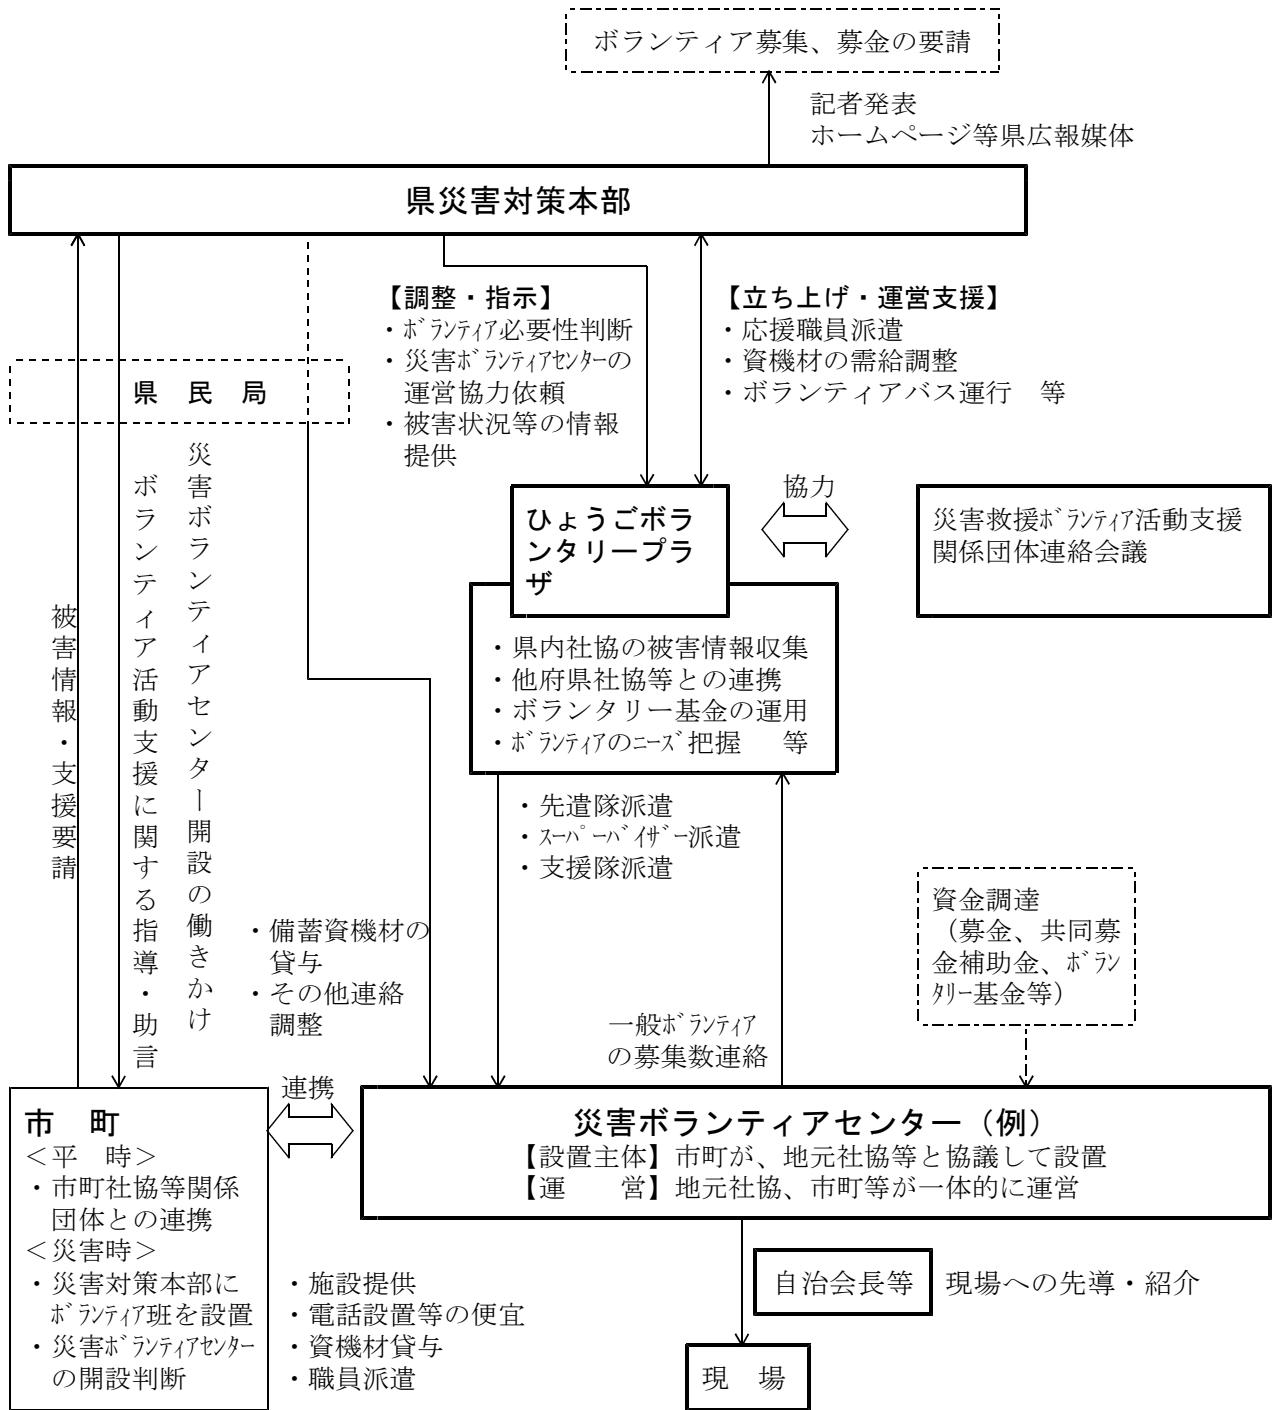 ボランティア募集、募金の要請
記者発表
ホームページ等県広報媒体
県災害対策本部
【調整・指示】
・ﾎﾞﾗﾝﾃｨｱ必要性判断
・災害ﾎﾞﾗﾝﾃｨｱｾﾝﾀｰの
運営協力依頼
・被害状況等の情報
提供
【立ち上げ・運営支援】
・応援職員派遣
・資機材の需給調整
・ボランティアバス運行　等
県　民　局
災害ボランティアセンター開設の働きかけ
ボランティア活動支援に関する指導・助言
被害情報・支援要請
ひょうごボラ
ンタリープラ
ザ
協力
災害救援ﾎﾞﾗﾝﾃｨｱ活動支援
関係団体連絡会議
・県内社協の被害情報収集
・他府県社協等との連携
・ボランタリー基金の運用
・ﾎﾞﾗﾝﾃｨｱのﾆｰｽﾞ把握　等
・先遣隊派遣
・ｽｰﾊﾟｰﾊﾞｲｻﾞｰ派遣
・支援隊派遣
・備蓄資機材の
貸与
・その他連絡
調整
一般ﾎﾞﾗﾝﾃｨｱ
の募集数連絡
資金調達
（募金、共同募
金補助金、ﾎﾞﾗﾝ
ﾀﾘｰ基金等）
連携
市　町
＜平　時＞
・市町社協等関係
団体との連携
＜災害時＞
・災害対策本部に
ﾎﾞﾗﾝﾃｨｱ班を設置
・災害ﾎﾞﾗﾝﾃｨｱｾﾝﾀｰ
の開設判断
災害ボランティアセンター（例）
【設置主体】市町が、地元社協等と協議して設置
【運　　営】地元社協、市町等が一体的に運営
・施設提供
・電話設置等の便宜
・資機材貸与
・職員派遣
自治会長等
現場への先導・紹介
現　場